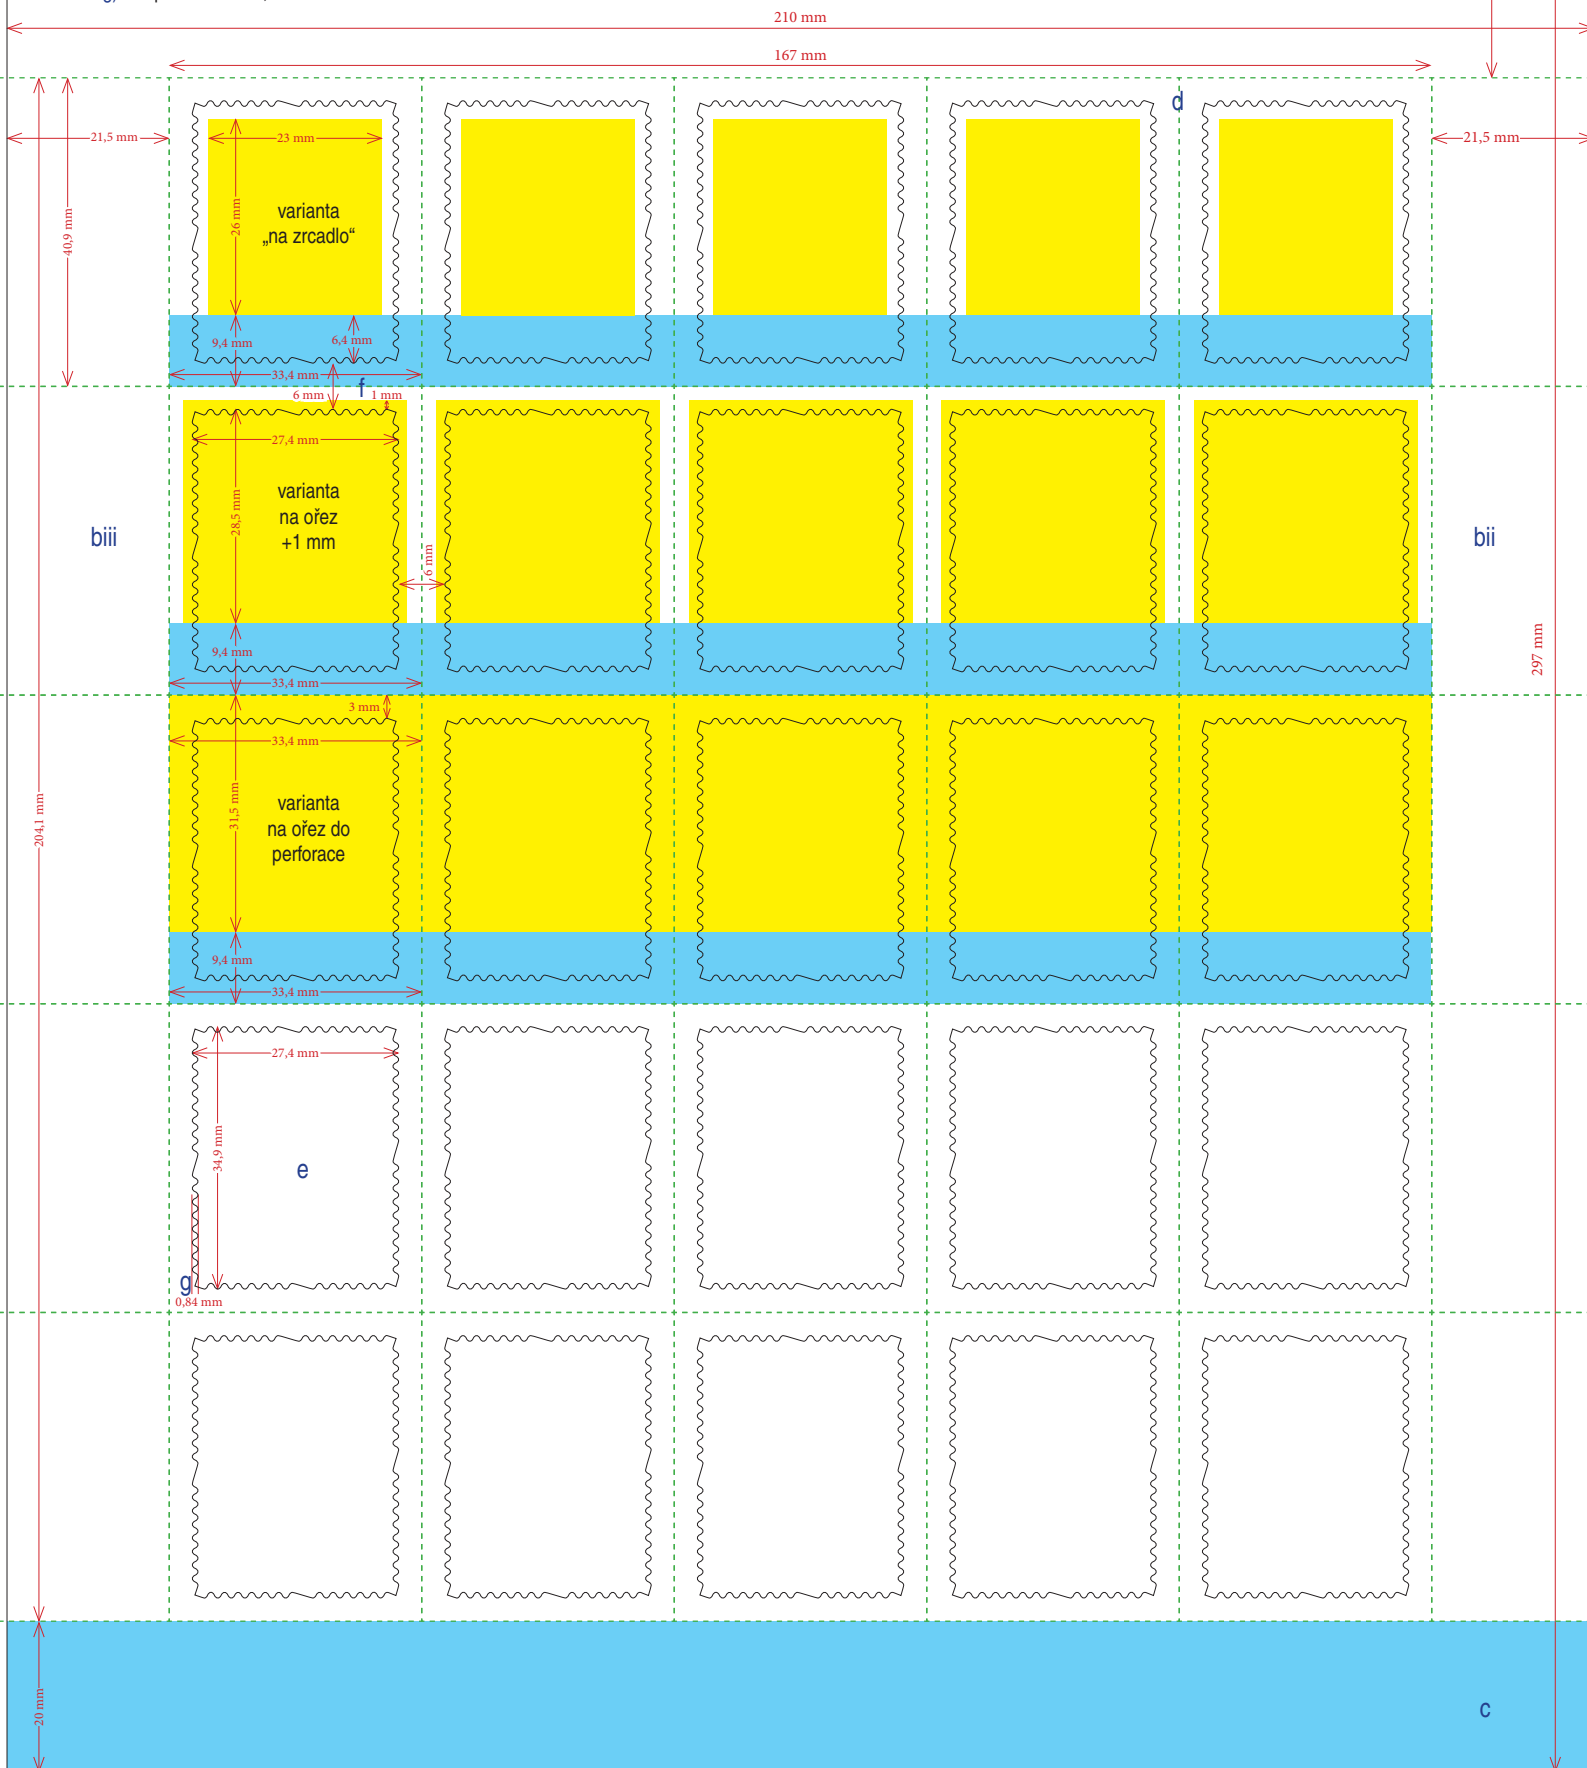 210 mm
167 mm
d
21,5 mm
23 mm
21,5 mm
40,9 mm
26 mm
varianta
„na zrcadlo“
9,4 mm
6,4 mm
33,4 mm
f
6 mm
1 mm
27,4 mm
28,5 mm
varianta
na ořez
+1 mm
biii
bii
6 mm
297 mm
9,4 mm
33,4 mm
3 mm
33,4 mm
204,1 mm
31,5 mm
varianta
na ořez do
perforace
9,4 mm
33,4 mm
27,4 mm
34,9 mm
e
g
0,84 mm
20 mm
c